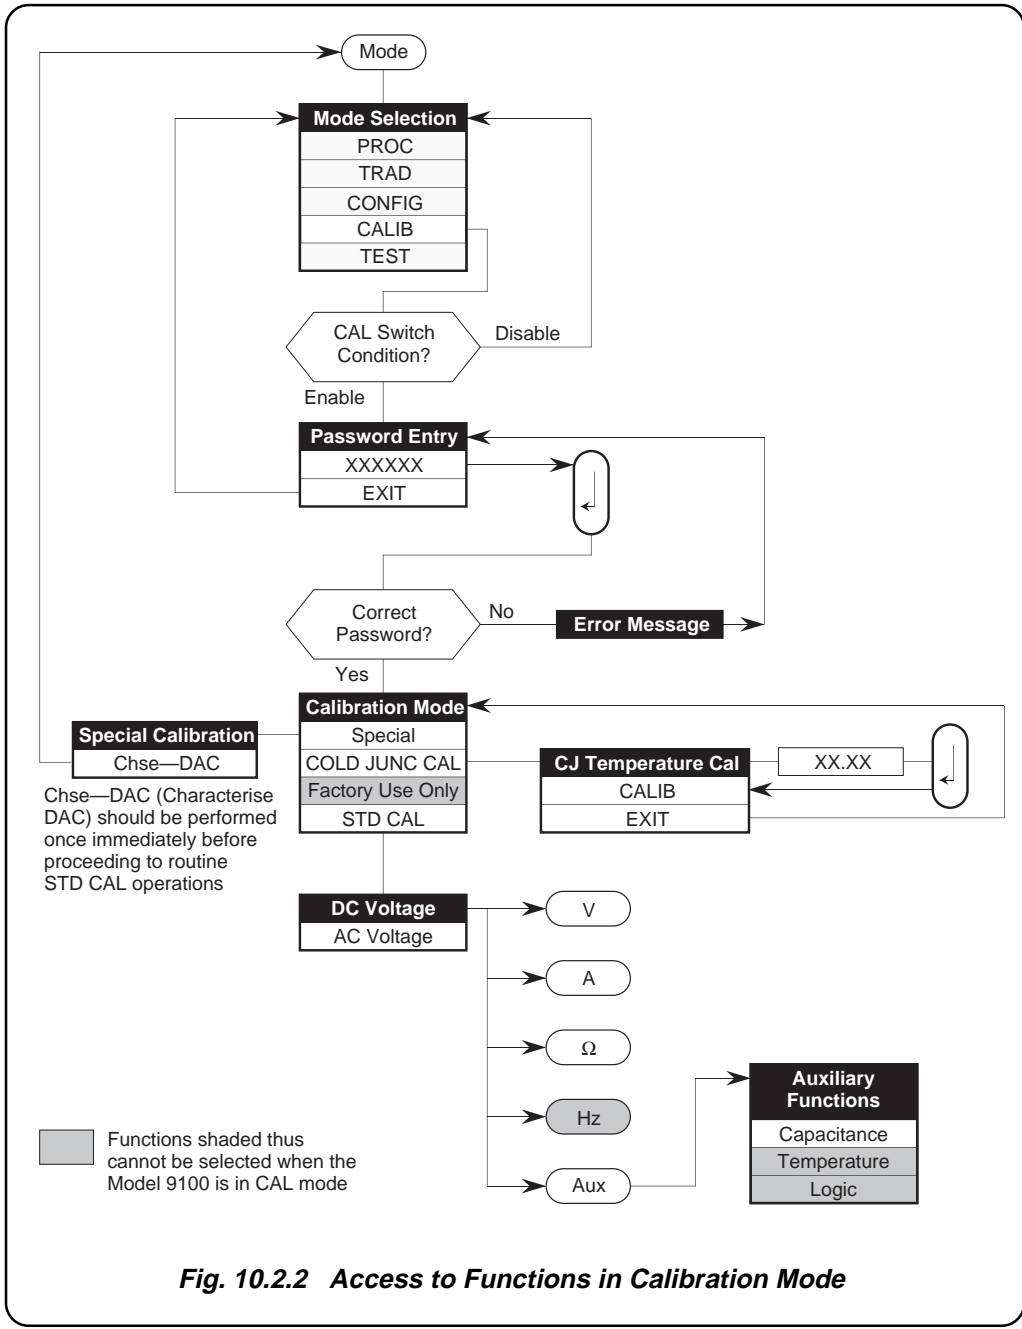 Mode
Mode Selection
PROC
TRAD
CONFIG
CALIB
TEST
CAL Switch
Condition?
Disable
Enable
Password Entry
XXXXXX
EXIT
Correct
Password?
No
Error Message
Yes
Calibration Mode
Special
COLD JUNC CAL
Factory Use Only
STD CAL
Special Calibration
Chse—DAC
Chse—DAC (Characterise
DAC) should be performed
once immediately before
proceeding to routine
STD CAL operations
CJ Temperature Cal
CALIB
EXIT
XX.XX
DC Voltage
AC Voltage
V
A
Ω
Hz
Aux
Auxiliary
Functions
Capacitance
Temperature
Logic
Functions shaded thus
cannot be selected when the
Model 9100 is in CAL mode
Fig. 10.2.2 Access to Functions in Calibration Mode